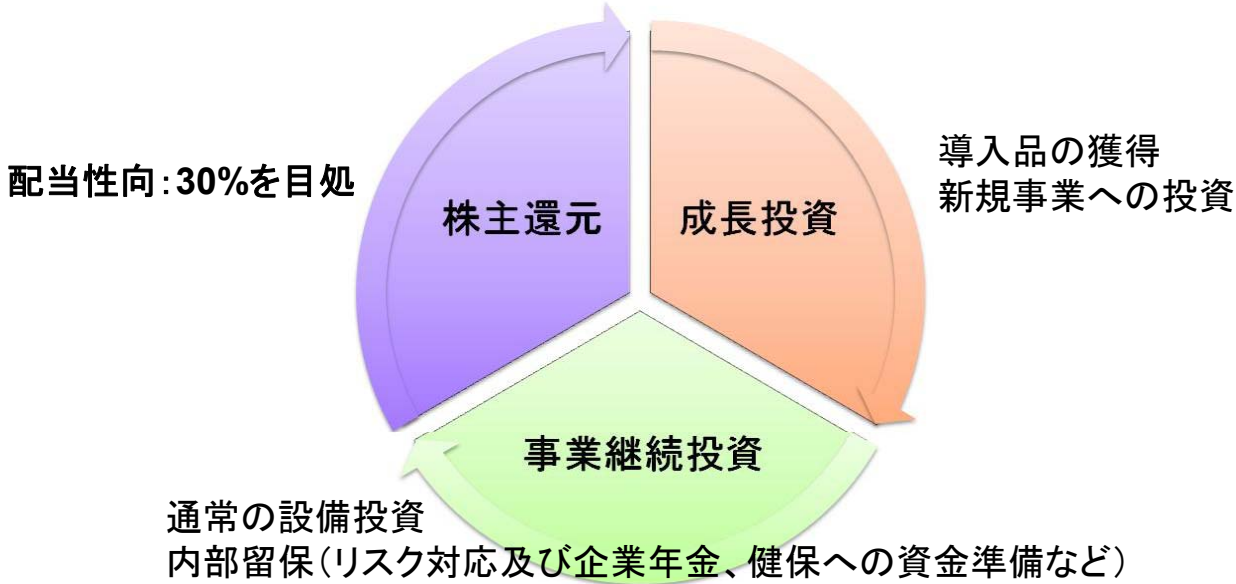 配当性向：30%を目処
株主還元
成長投資
導入品の獲得
新規事業への投資
事業継続投資
通常の設備投資
内部留保（リスク対応及び企業年金、健保への資金準備など）